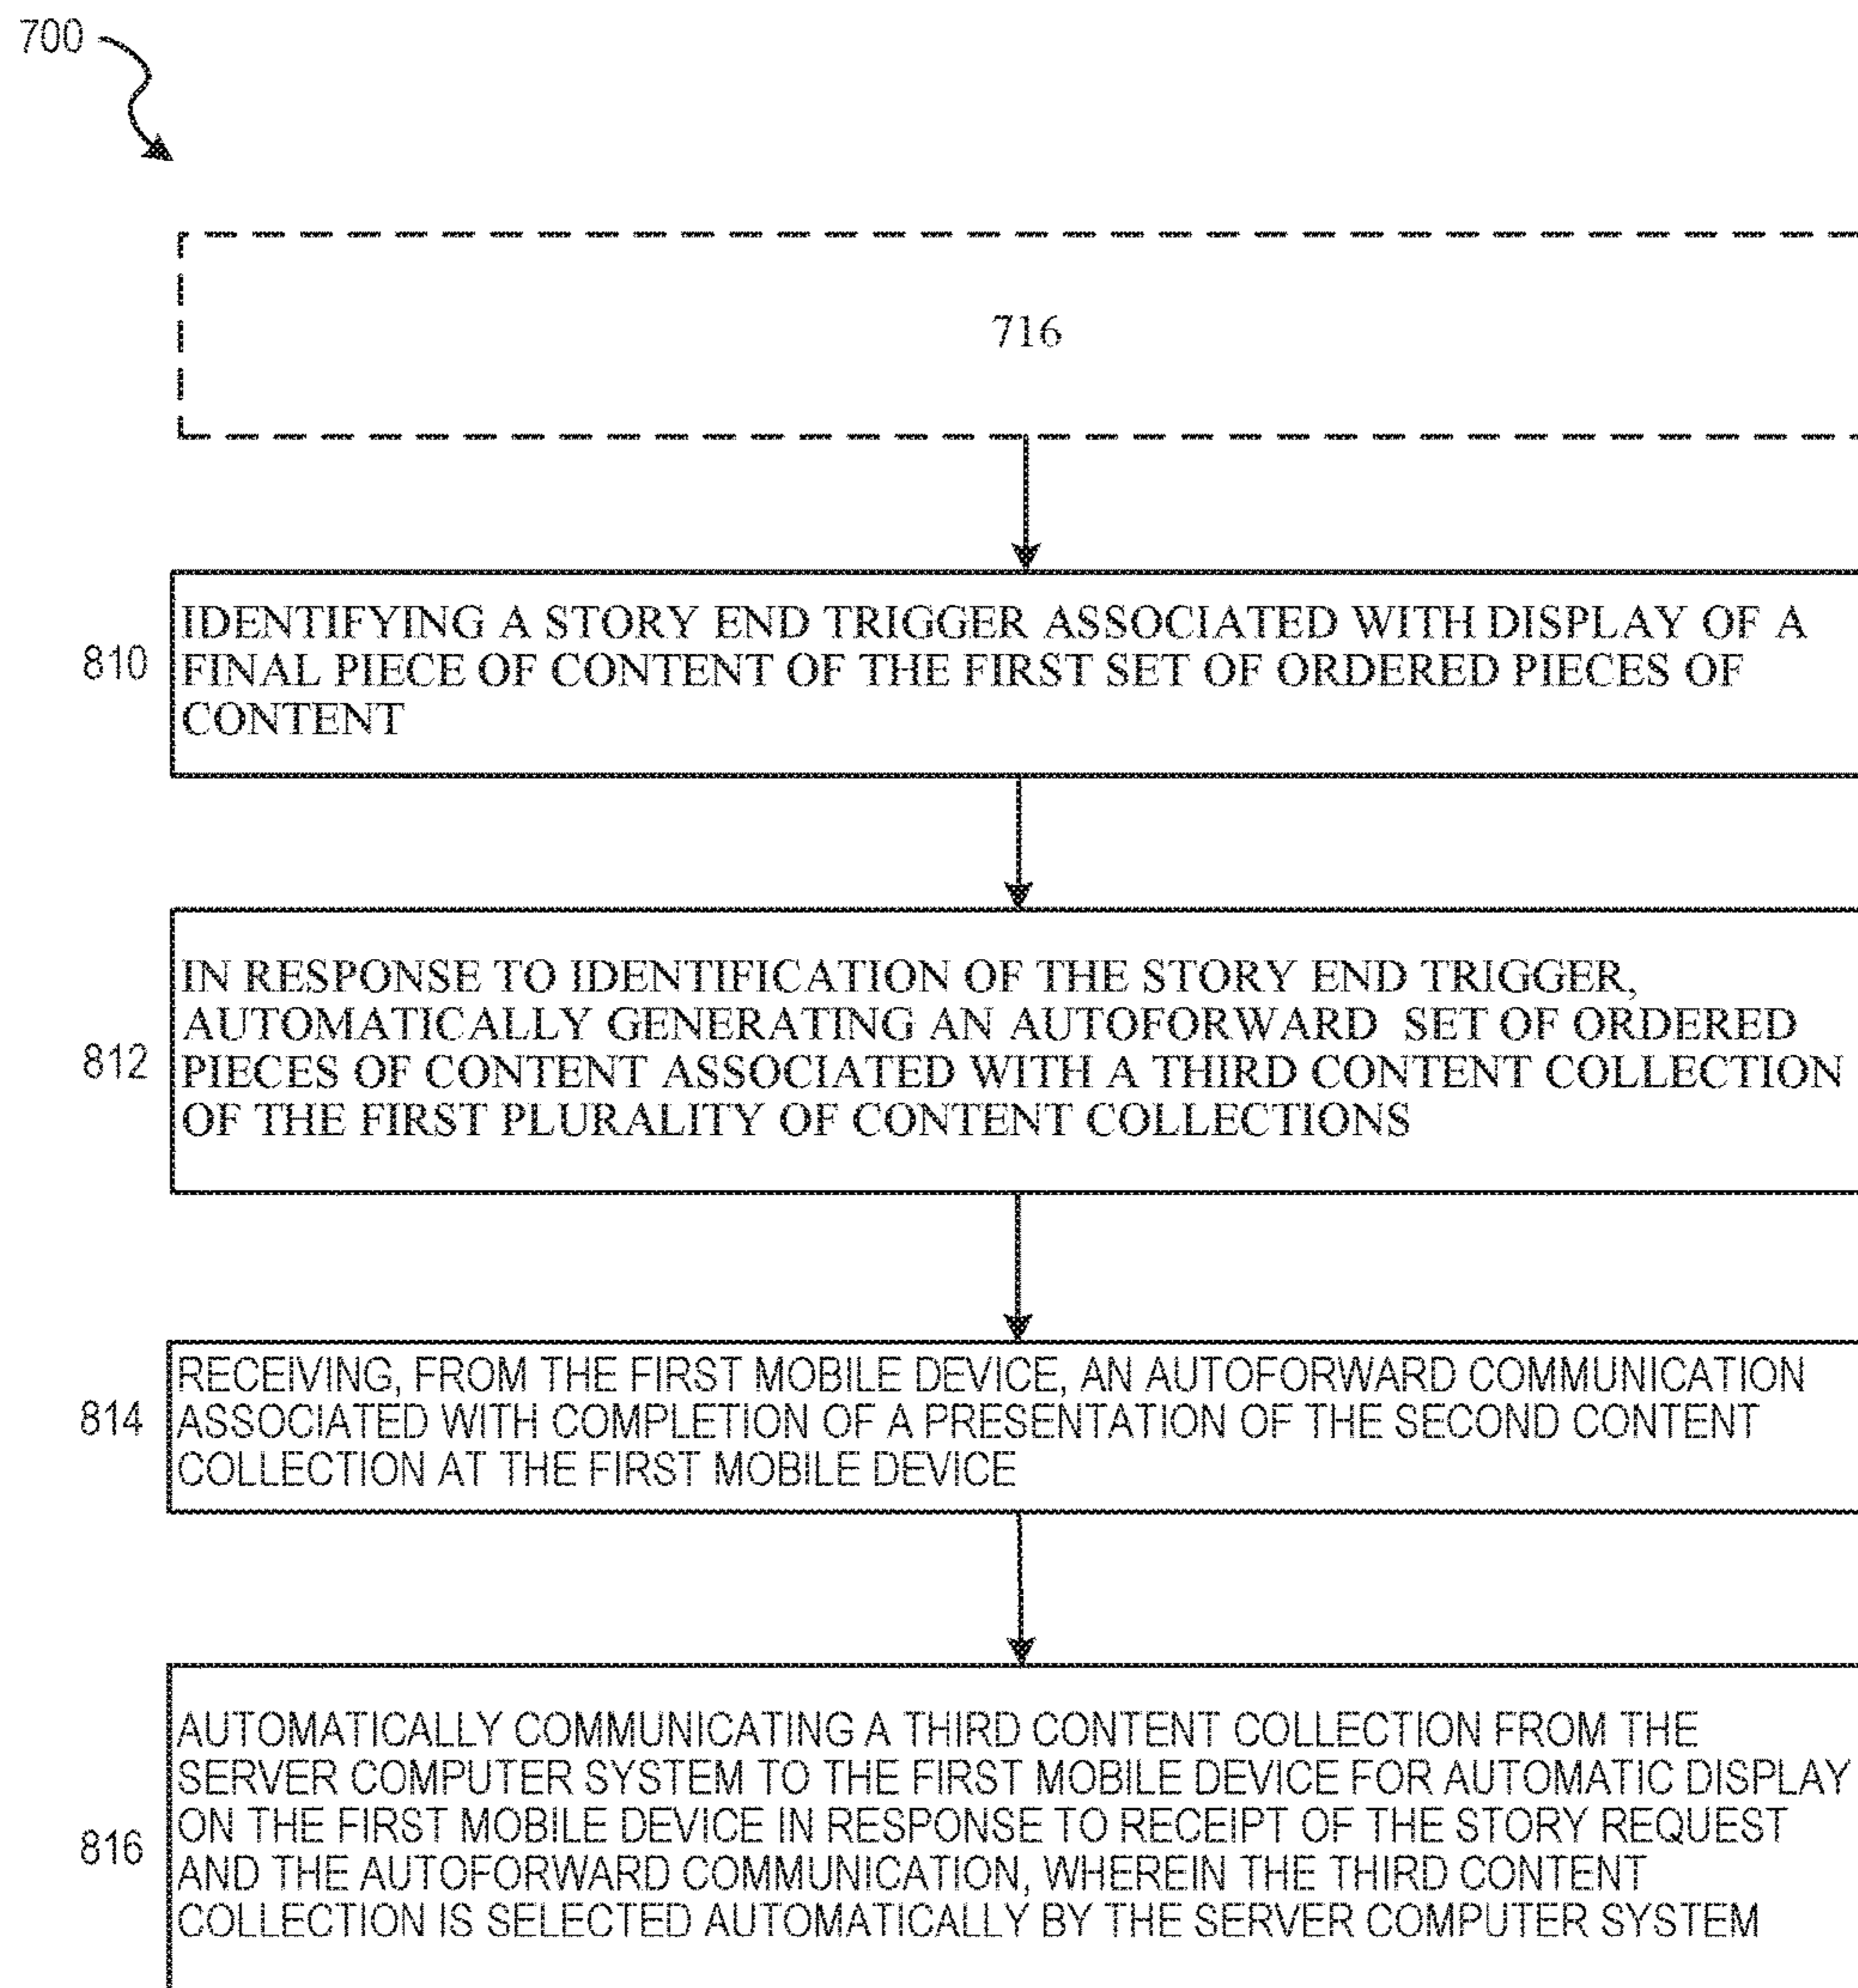 700
716
810
IDENTIFYING A STORY END TRIGGER ASSOCIATED WITH DISPLAY OF A
FINAL PIECE OF CONTENT OF THE FIRST SET OF ORDERED PIECES OF
CONTENT
812
IN RESPONSE TO IDENTIFICATION OF THE STORY END TRIGGER,
AUTOMATICALLY GENERATING AN AUTOFORWARD SET OF ORDERED
PIECES OF CONTENT ASSOCIATED WITH A THIRD CONTENT COLLECTION
OF THE FIRST PLURALITY OF CONTENT COLLECTIONS
814
RECEIVING, FROM THE FIRST MOBILE DEVICE, AN AUTOFORWARD COMMUNICATION
ASSOCIATED WITH COMPLETION OF A PRESENTATION OF THE SECOND CONTENT
COLLECTION AT THE FIRST MOBILE DEVICE
816
AUTOMATICALLY COMMUNICATING A THIRD CONTENT COLLECTION FROM THE
SERVER COMPUTER SYSTEM TO THE FIRST MOBILE DEVICE FOR AUTOMATIC DISPLAY
ON THE FIRST MOBILE DEVICE IN RESPONSE TO RECEIPT OF THE STORY REQUEST
AND THE AUTOFORWARD COMMUNICATION, WHEREIN THE THIRD CONTENT
COLLECTION IS SELECTED AUTOMATICALLY BY THE SERVER COMPUTER SYSTEM